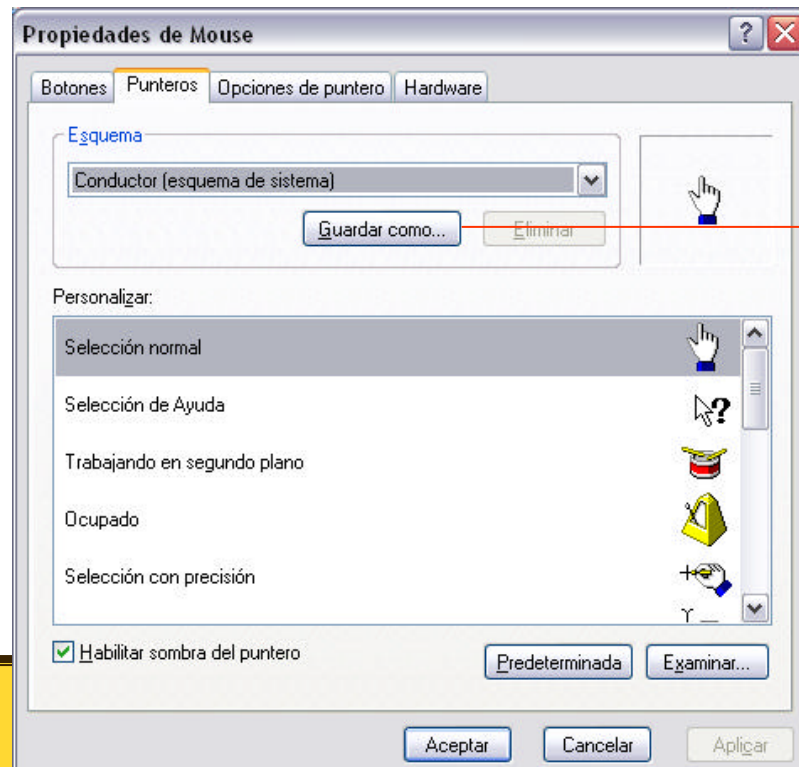 Propiedades de Mouse
Botones Punteros Opciones de puntero Hardware
Esquema
Conductor (esquema de sistema)
Guardar como... Eliminar
Personalizar:
Selección normal
Selección de Ayuda
Trabajando en segundo plano
Ocupado
Selección con precisión
Habilitar sombra del puntero
Predeterminada Examinar...
Aceptar Cancelar Aplicar